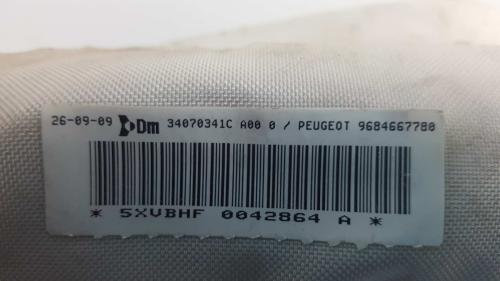 26-09-09 Dm 34070341C A00 0 / PEUGEOT 9684667780
* 5XVBHF 0042864 A *